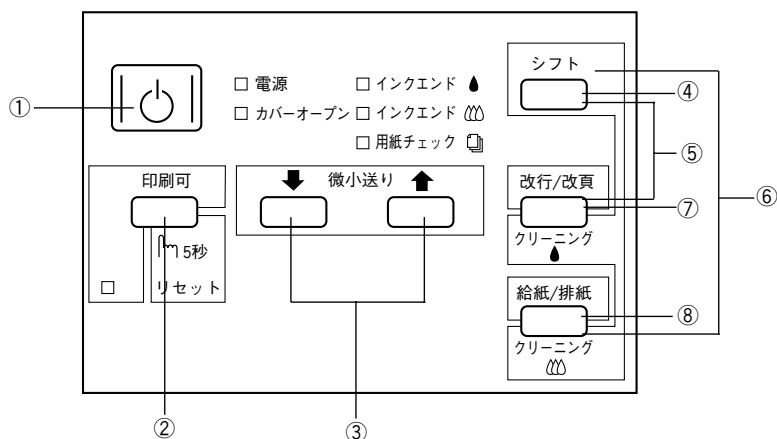 シフト
① □ 電源 □ インクエンド ④
□ カバーオープン □ インクエンド
□ 用紙チェック ⑤
印刷可 微小送り 改行/改頁 ⑥
⑦
5秒 クリーニング
□ リセット 給紙/排紙
⑧
クリーニング
② ③